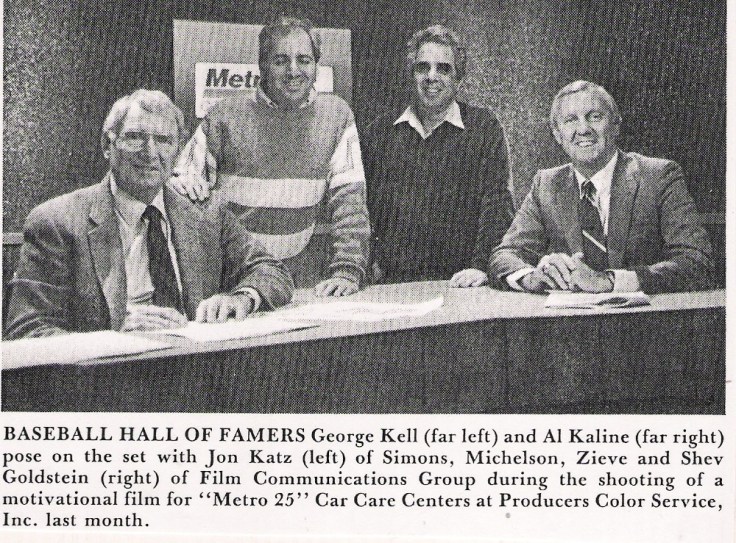 Metr
BASEBALL HALL OF FAMERS George Kell (far left) and Al Kaline (far right)
pose on the set with Jon Katz (left) of Simons, Michelson, Zieve and Shev
Goldstein (right) of Film Communications Group during the shooting of a
motivational film for “Metro 25” Car Care Centers at Producers Color Service,
Inc. last month.